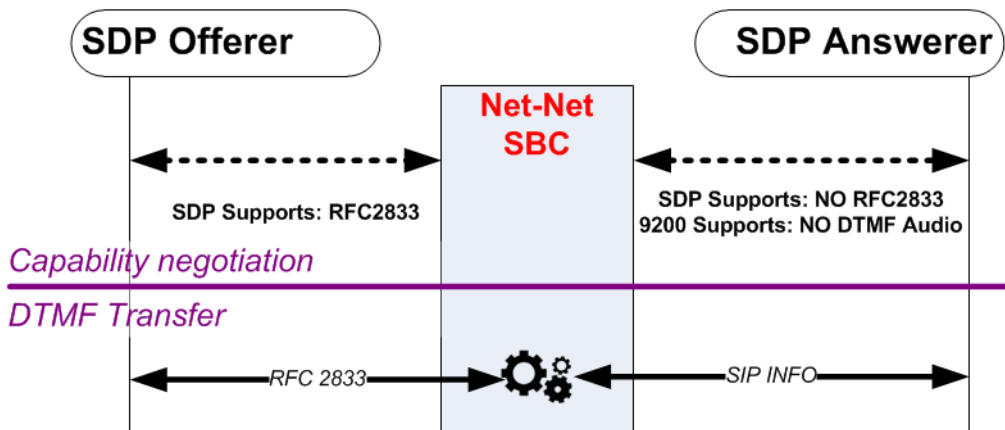 SDP Offerer
SDP Answerer
Net-Net
SBC
SDP Supports: RFC2833
SDP Supports: NO RFC2833
9200 Supports: NO DTMF Audio
Capability negotiation
DTMF Transfer
RFC 2833
SIP INFO